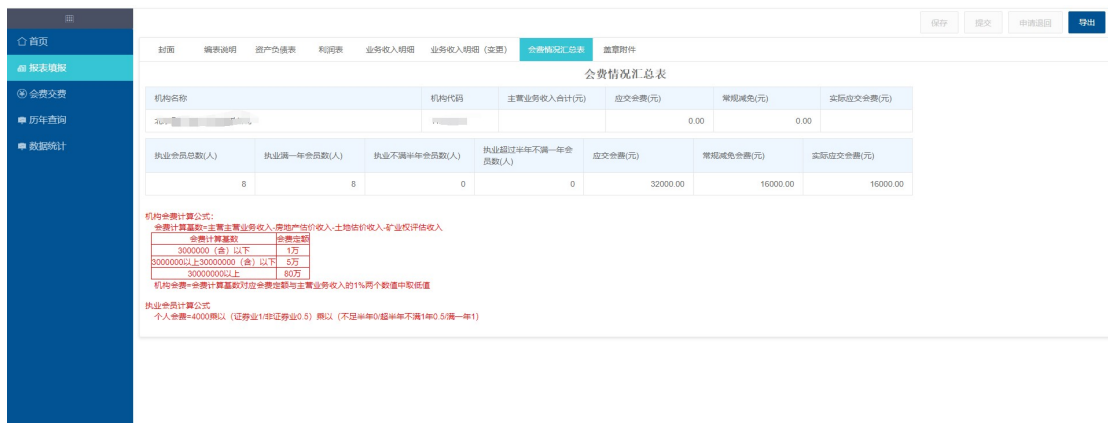 保存 提交 申请退回 导出
首页
报表填报
会费交费
历年查询
数据统计
封面 编表说明 资产负债表 利润表 业务收入明细 业务收入明细（变更） 会费情况汇总表 盖章附件
会费情况汇总表
机构名称 机构代码 主营业务收入合计(元) 应交会费(元) 常规减免(元) 实际应交会费(元)
0.00 0.00
执业会员总数(人) 执业满一年会员数(人) 执业不满半年会员数(人) 执业超过半年不满一年会员数(人) 应交会费(元) 常规减免会费(元) 实际应交会费(元)
8 8 0 0 32000.00 16000.00 16000.00
机构会费计算公式：
会费计算基数=主营主营业务收入-房地产估价收入-土地估价收入-矿业权评估收入
会费计算基数 会费定额
3000000（含）以下 1万
3000000以上30000000（含）以下 5万
30000000以上 80万
机构会费=会费计算基数对应会费定额与主营业务收入的1%两个数值中取低值
执业会员计算公式
个人会费=4000乘以（证券业1/非证券业0.5）乘以（不足半年0/超半年不满1年0.5/满一年1）